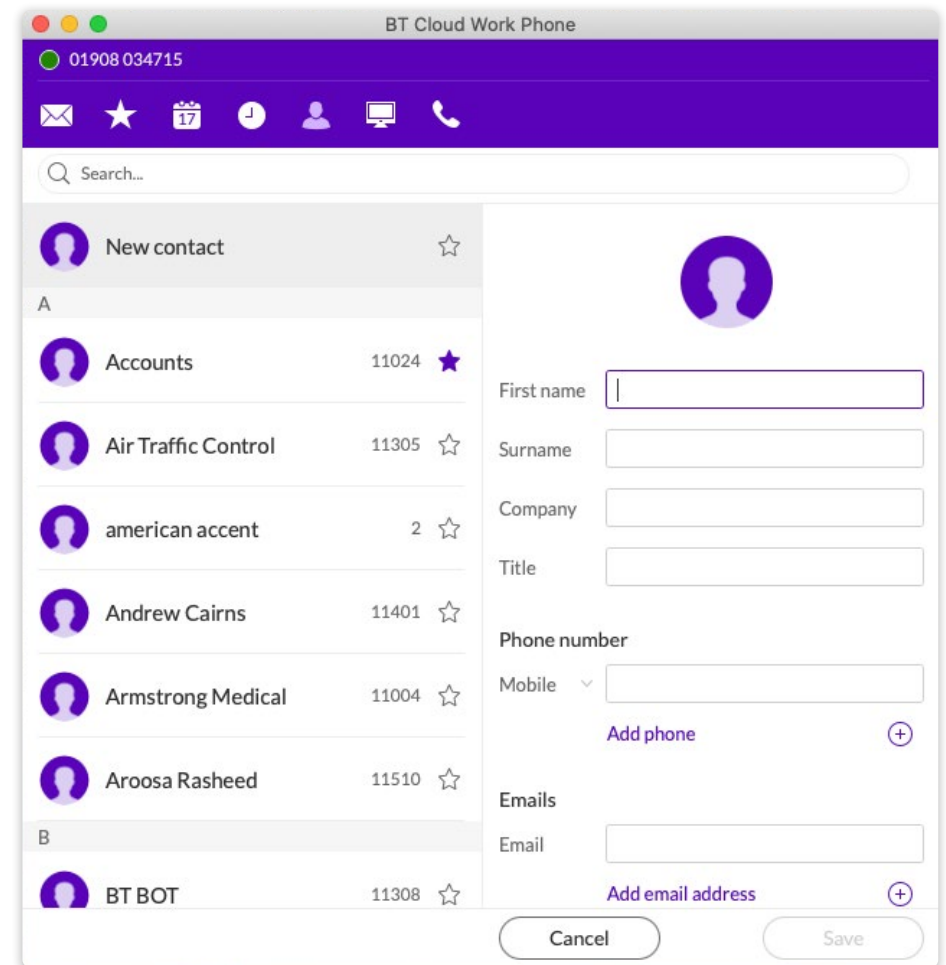 BT Cloud Work Phone
01908 034715
17
Search...
New contact
A
Accounts 11024
Air Traffic Control 11305
american accent 2
Andrew Cairns 11401
Armstrong Medical 11004
Aroosa Rasheed 11510
B
BT BOT 11308
First name
Surname
Company
Title
Phone number
Mobile
Add phone
Emails
Email
Add email address
Cancel
Save